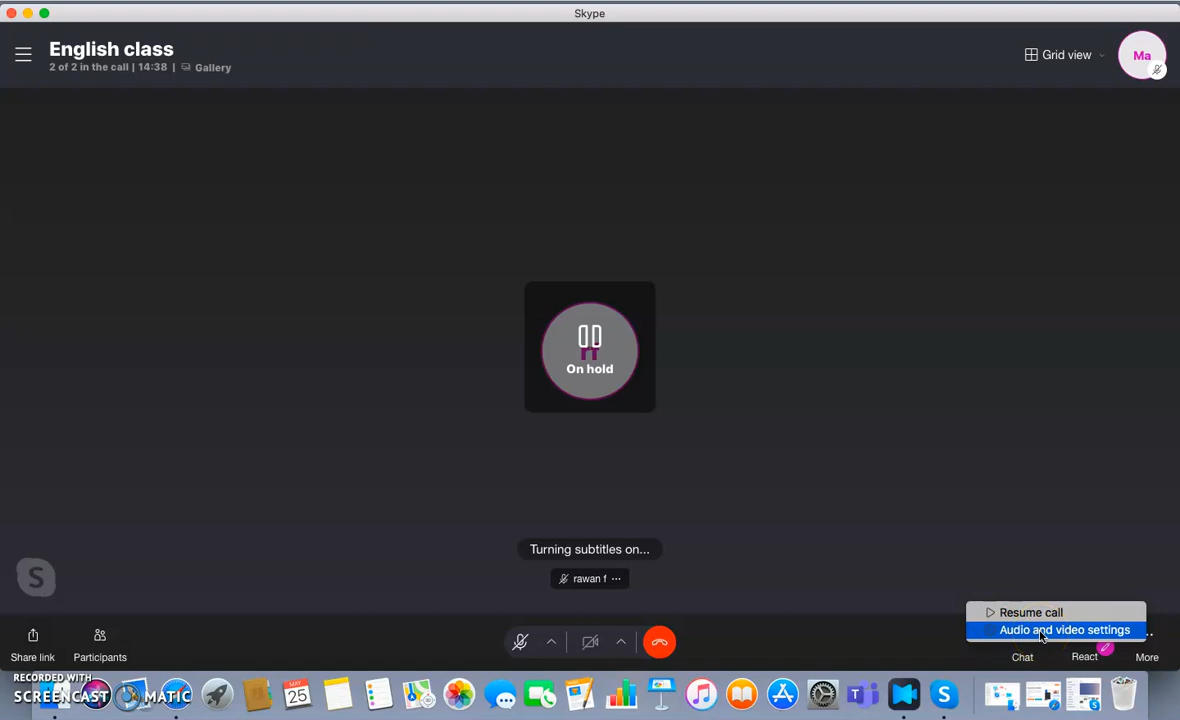 Skype
English class
2 of 2 in the call | 14:38 | Gallery
Grid view
Ma
On hold
Turning subtitles on...
rawan f ...
Resume call
Audio and video settings
Share link
Participants
Chat
React
More
RECORDED WITH
SCREENCAST MATIC
MAY
25